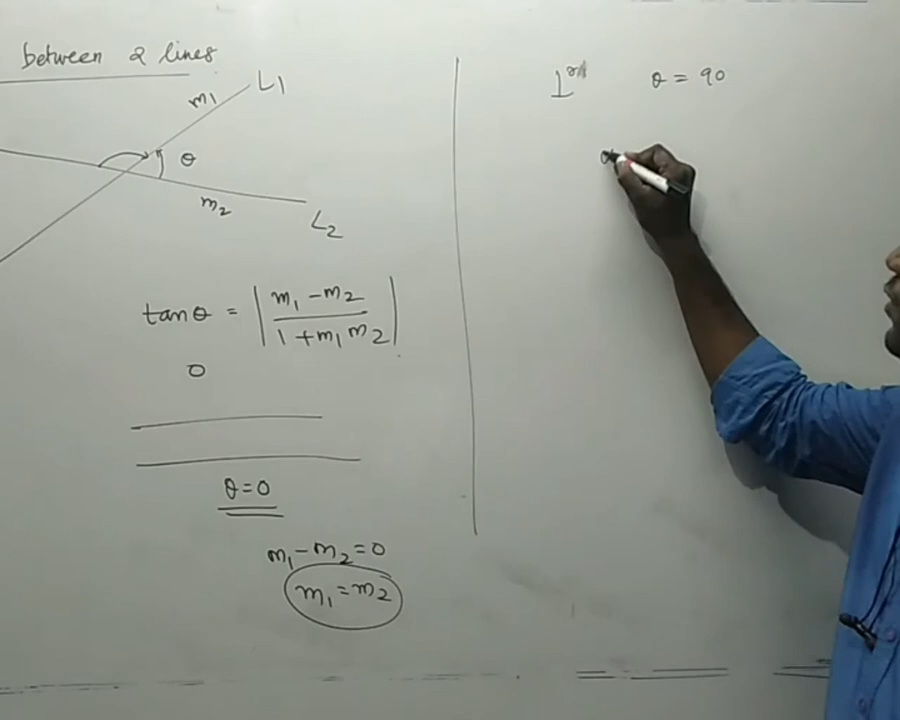 between 2 lines
L1
m1
θ
m2
L2
tanθ = | (m1 - m2) / (1 + m1 m2) |
0
θ = 0
m1 - m2 = 0
m1 = m2
θ = 90